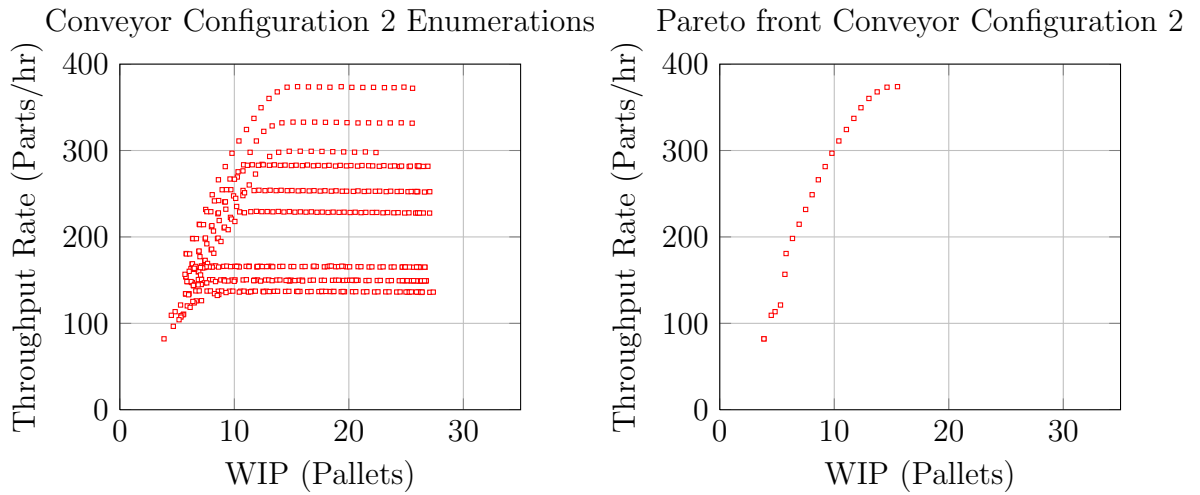 Conveyor Configuration 2 Enumerations
Throughput Rate (Parts/hr)
400
300
200
100
0
0 10 20 30
WIP (Pallets)
Pareto front Conveyor Configuration 2
Throughput Rate (Parts/hr)
400
300
200
100
0
0 10 20 30
WIP (Pallets)